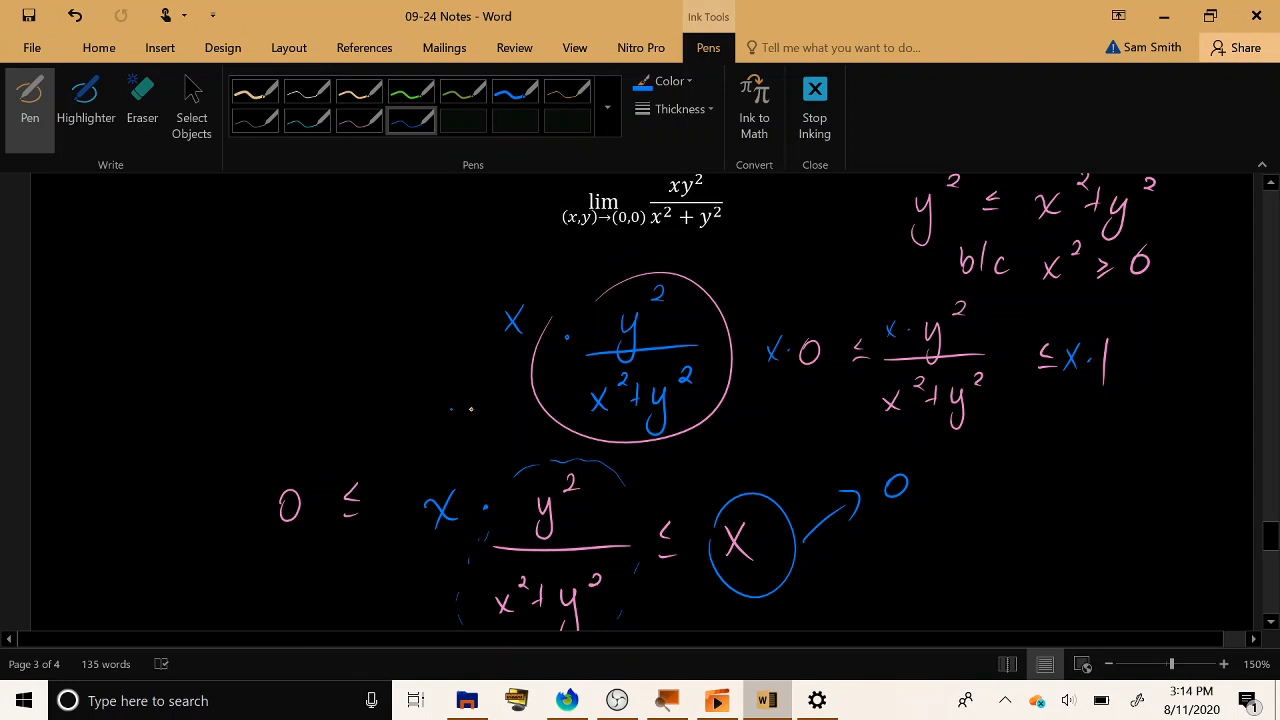 09-24 Notes - Word
Ink Tools
File Home Insert Design Layout References Mailings Review View Nitro Pro Pens Tell me what you want to do... Sam Smith Share
Pen Highlighter Eraser Select Objects Color Thickness Ink to Math Stop Inking
Write Pens Convert Close
lim (x,y)→(0,0) xy² / x² + y²
y² ≤ x² + y²
b/c x² ≥ 0
x · y² / x² + y²
x · 0 ≤ x · y² / x² + y² ≤ x · 1
0 ≤ x · y² / x² + y² ≤ x → 0
Page 3 of 4 135 words 150%
Type here to search 3:14 PM
8/11/2020
1